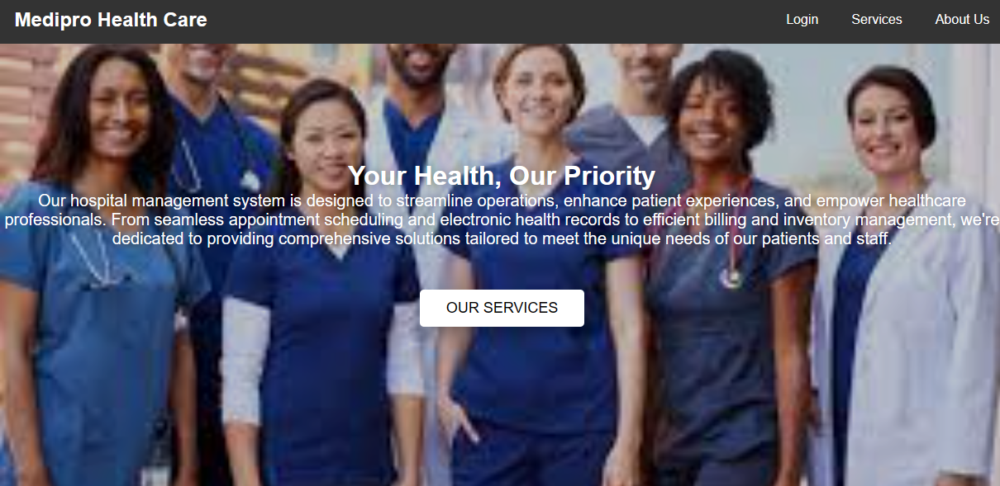 Medipro Health Care
Login Services About Us
Your Health, Our Priority
Our hospital management system is designed to streamline operations, enhance patient experiences, and empower healthcare
professionals. From seamless appointment scheduling and electronic health records to efficient billing and inventory management, we're
dedicated to providing comprehensive solutions tailored to meet the unique needs of our patients and staff.
OUR SERVICES